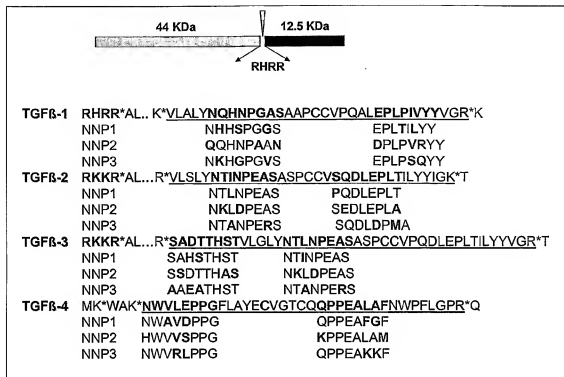 44 KDa 12.5 KDa
RHRR
TGFß-1 RHRR*AL.. K*VLALYNQHNPGASAAPCCVPQALEPLPIVYYVGR*K
NNP1 NHHSPGGS EPLTILYY
NNP2 QQHNPAAN DPLPVRYY
NNP3 NKHGPGVS EPLPSQYY
TGFß-2 RKKR*AL...R*VLSLYNTINPEASASPCCVSQDLEPLTILYYIGK*T
NNP1 NTLNPEAS PQDLEPLT
NNP2 NKLDPEAS SEDLEPLA
NNP3 NTANPERS SQDLDPMA
TGFß-3 RKKR*AL...R*SADTTHSTVLGLYNTLNPEASASPCCVPQDLEPLTILYYVGR*T
NNP1 SAHSTHST NTINPEAS
NNP2 SSDTTHAS NKLDPEAS
NNP3 AAEATHST NTANPERS
TGFß-4 MK*WAK*NWVLEPPGFLAYECVGTCQQPPEALAFNWPFLGPR*Q
NNP1 NWAVDPPG QPPEAFGF
NNP2 HWVVSPPG KPPEALAM
NNP3 NWVRLPPG QPPEAKKF